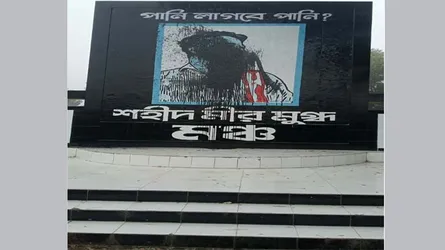 পানি লাগবে পানি?
শহীদ মীর মুগ্ধ
মঞ্চ